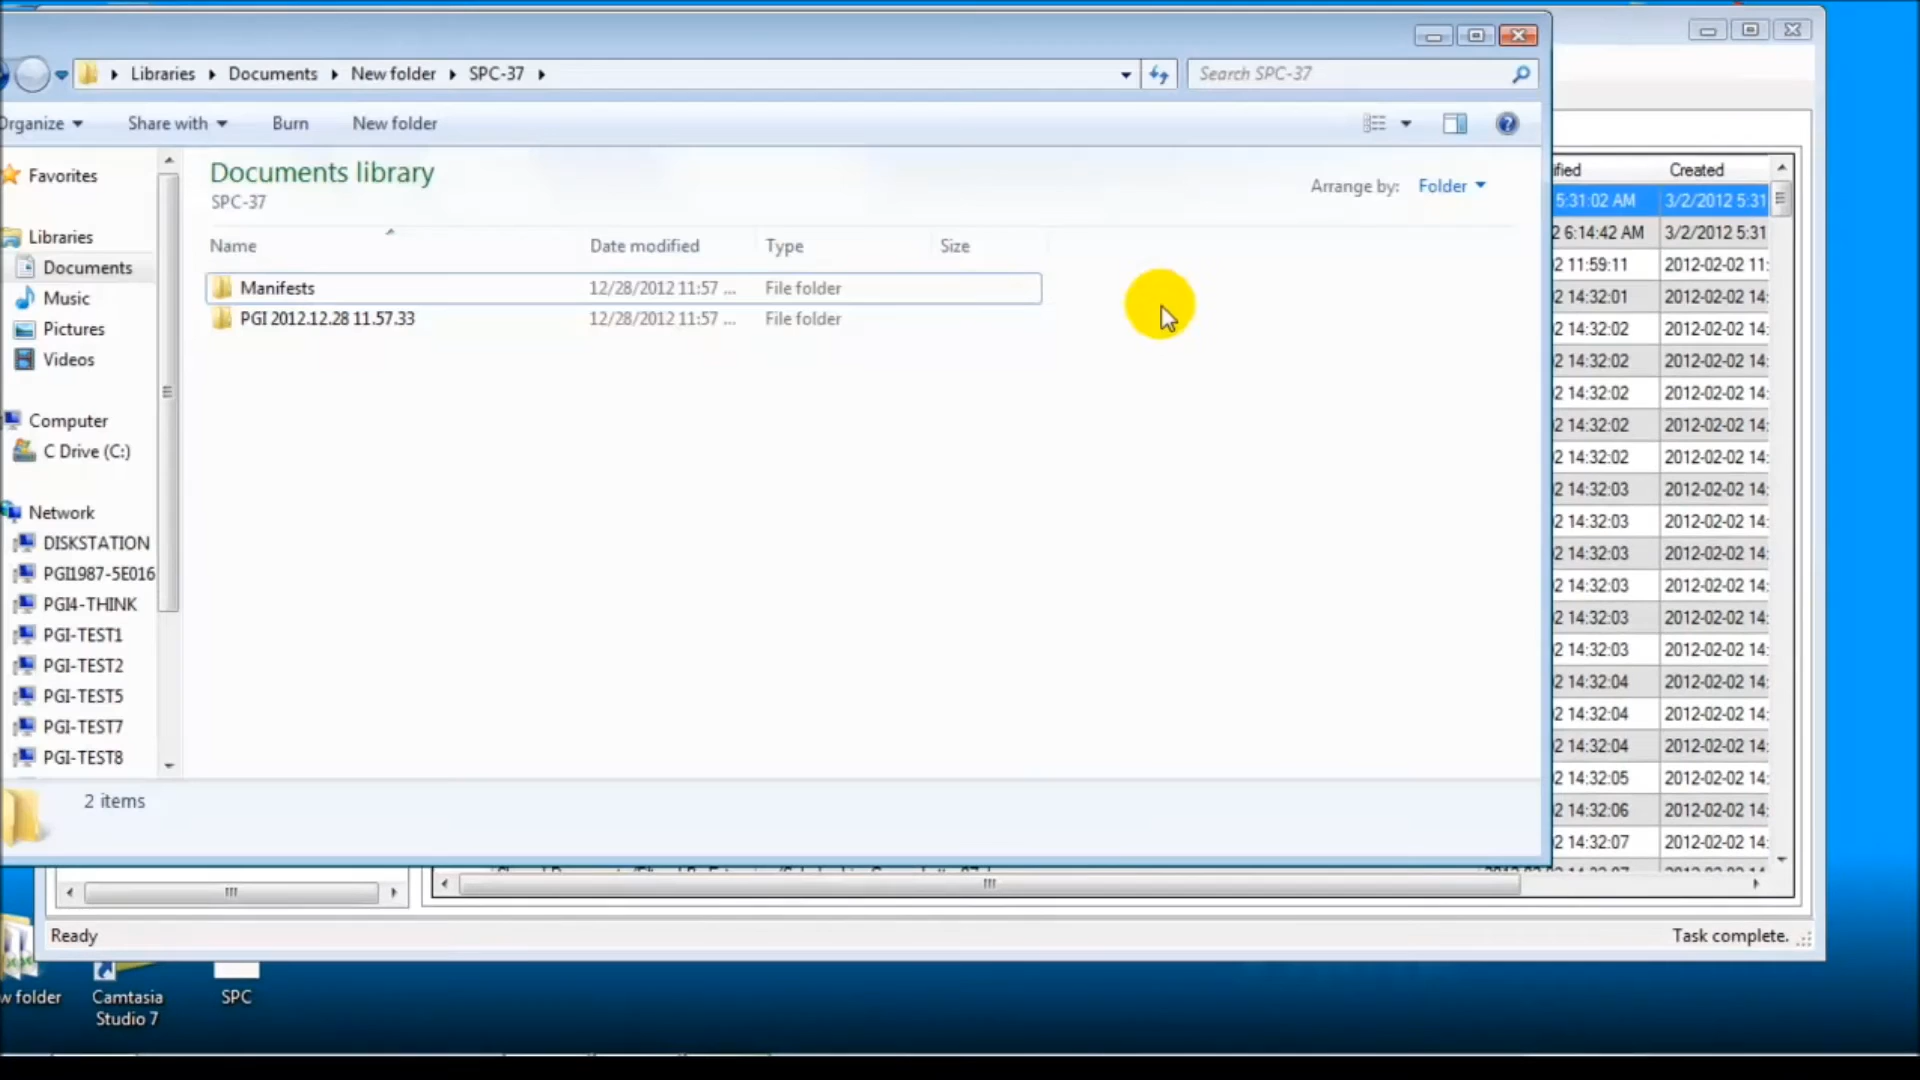 Libraries Documents New folder SPC-37
Search SPC-37
Organize Share with Burn New folder
Documents library
SPC-37
Arrange by: Folder
Name Date modified Type Size
Manifests 12/28/2012 11:57 ... File folder
PGI 2012.12.28 11.57.33 12/28/2012 11:57 ... File folder
Favorites
Libraries
Documents
Music
Pictures
Videos
Computer
C Drive (C:)
Network
DISKSTATION
PGI1987-5E016
PGI4-THINK
PGI-TEST1
PGI-TEST2
PGI-TEST5
PGI-TEST7
PGI-TEST8
2 items
ified Created
5:31:02 AM 3/2/2012 5:31
2 6:14:42 AM 3/2/2012 5:31
2 11:59:11 2012-02-02 11:
2 14:32:01 2012-02-02 14:
2 14:32:02 2012-02-02 14:
2 14:32:02 2012-02-02 14:
2 14:32:02 2012-02-02 14:
2 14:32:02 2012-02-02 14:
2 14:32:02 2012-02-02 14:
2 14:32:03 2012-02-02 14:
2 14:32:03 2012-02-02 14:
2 14:32:03 2012-02-02 14:
2 14:32:03 2012-02-02 14:
2 14:32:03 2012-02-02 14:
2 14:32:03 2012-02-02 14:
02 14:32:04 2012-02-02 14:
02 14:32:04 2012-02-02 14:
02 14:32:04 2012-02-02 14:
02 14:32:05 2012-02-02 14:
02 14:32:06 2012-02-02 14:
02 14:32:07 2012-02-02 14:
Ready Task complete.
w folder
Camtasia
Studio 7
SPC